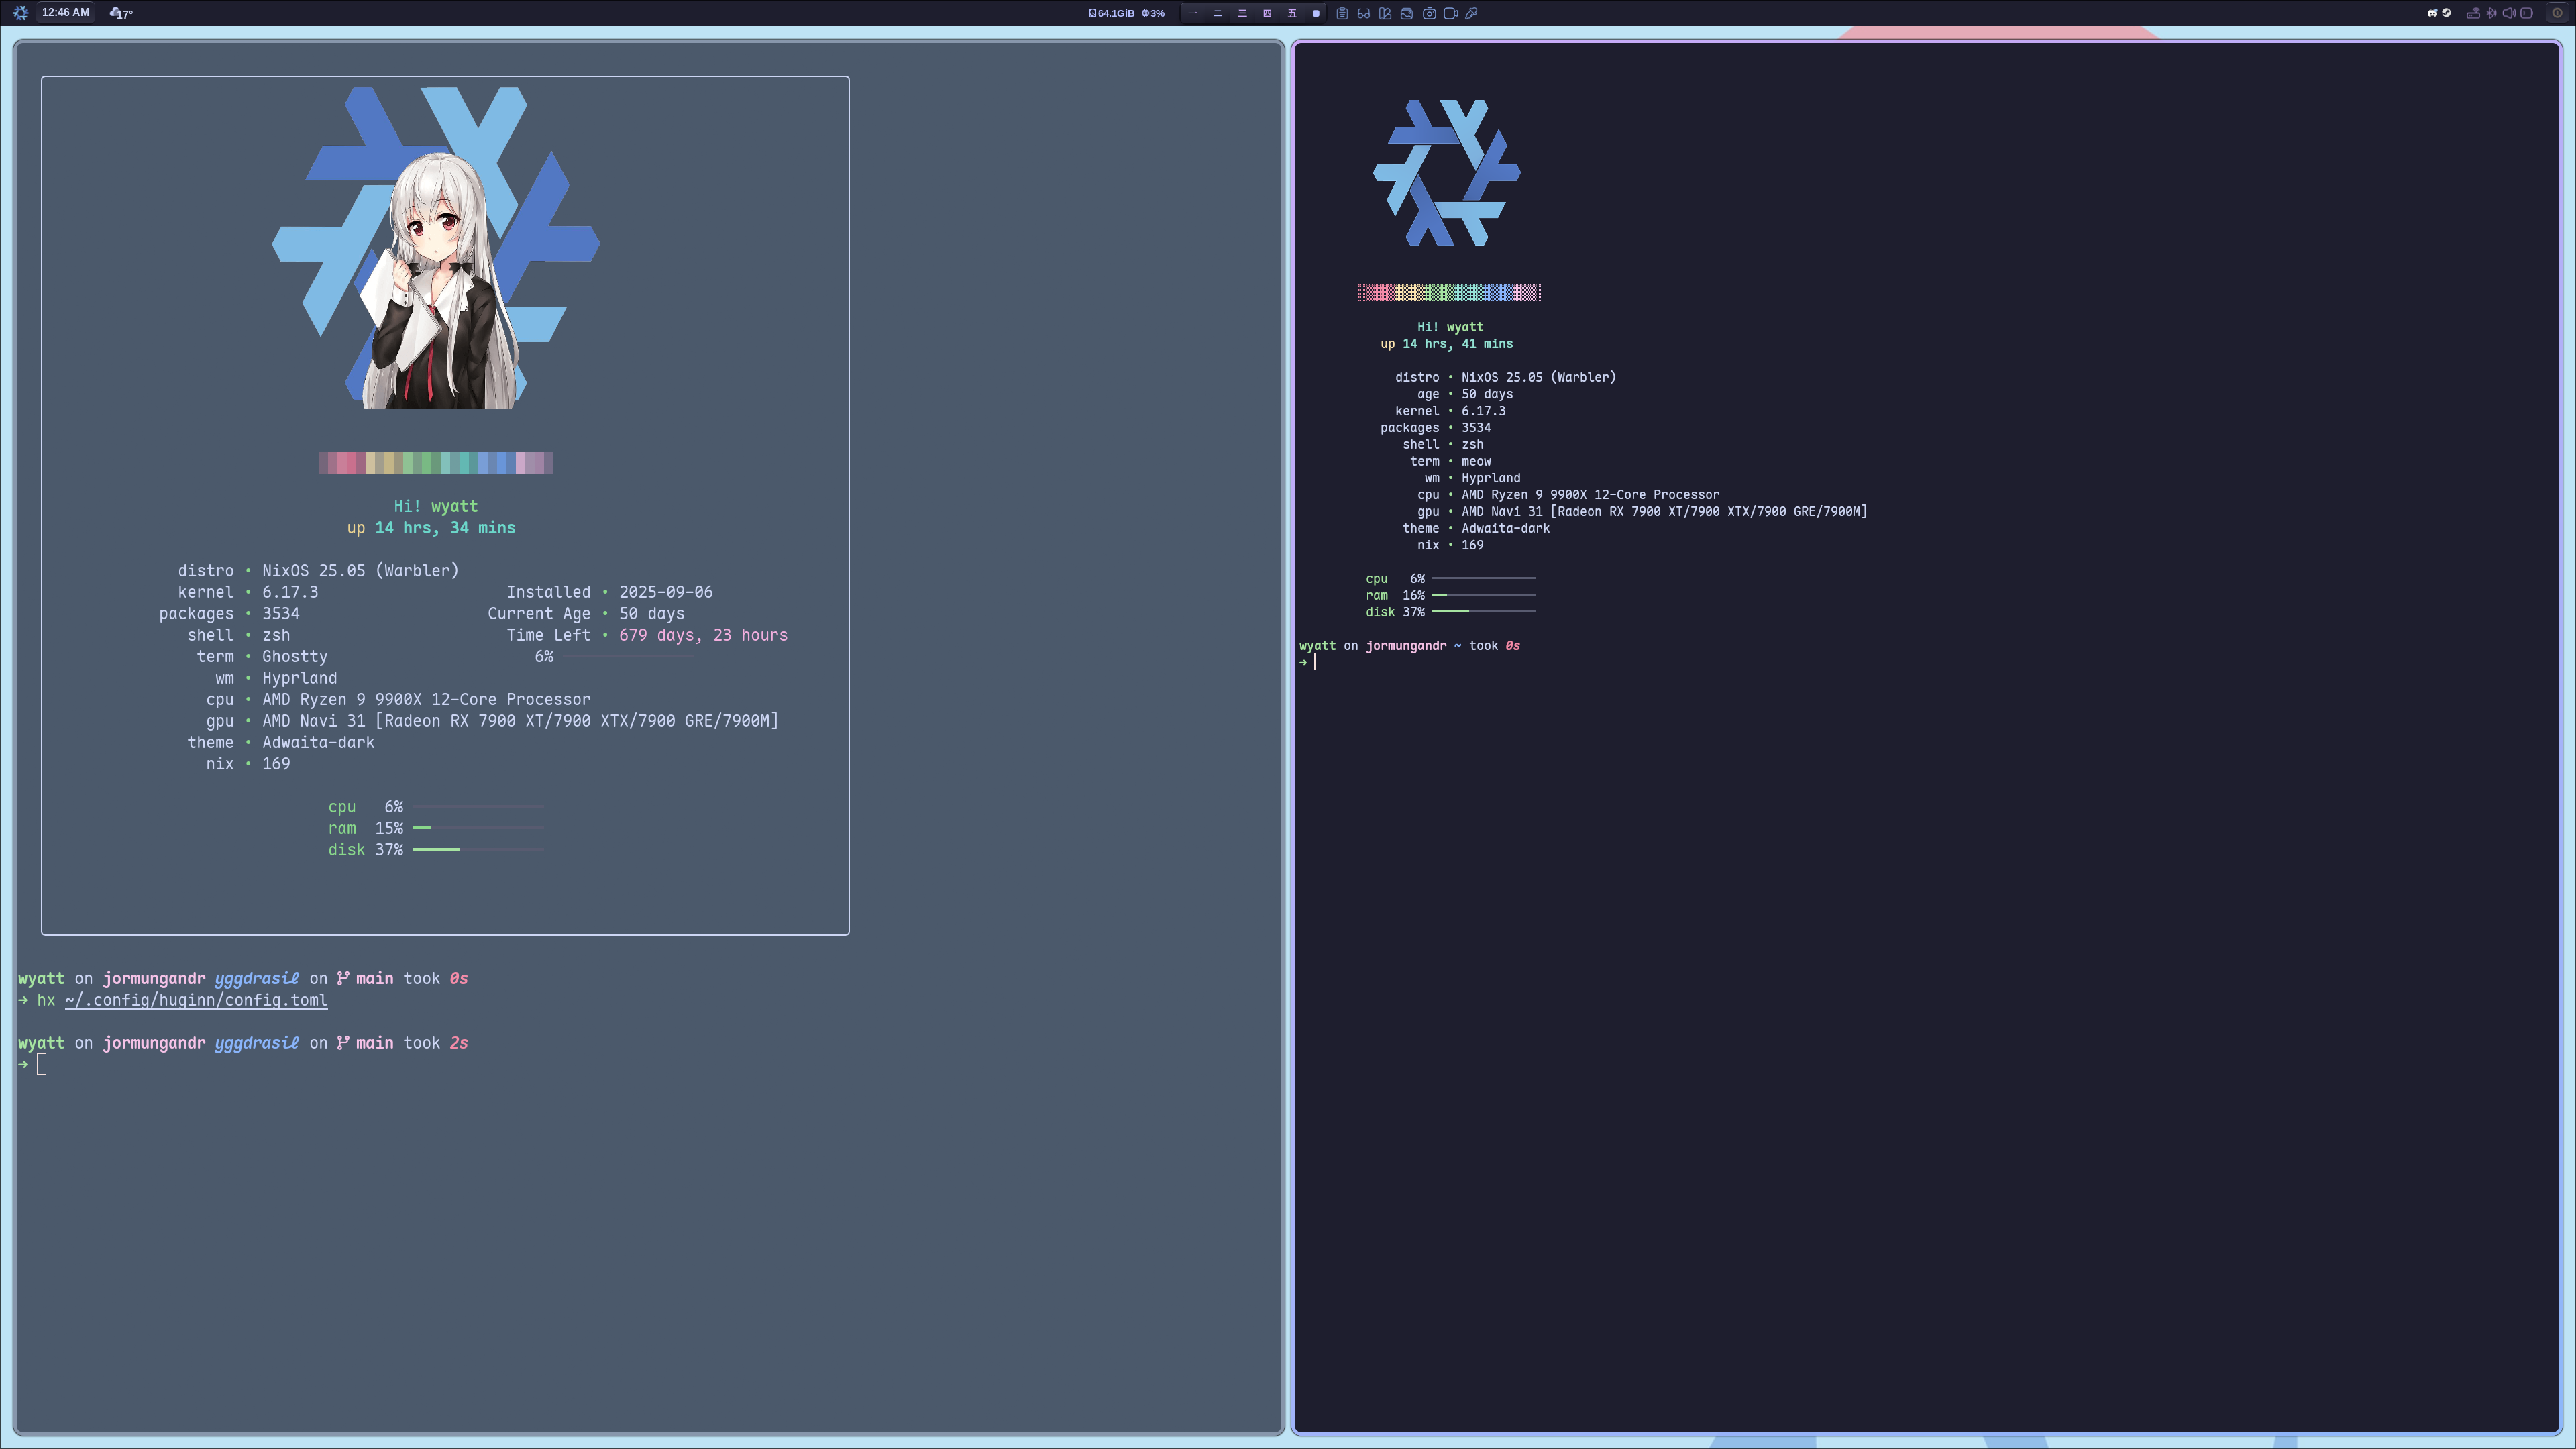 12:46 AM 17° 64.1GiB 3% 一 二 三 四 五
Hi! wyatt
up 14 hrs, 34 mins
distro • NixOS 25.05 (Warbler)
kernel • 6.17.3 Installed • 2025-09-06
packages • 3534 Current Age • 50 days
shell • zsh Time Left • 679 days, 23 hours
term • Ghostty 6%
wm • Hyprland
cpu • AMD Ryzen 9 9900X 12-Core Processor
gpu • AMD Navi 31 [Radeon RX 7900 XT/7900 XTX/7900 GRE/7900M]
theme • Adwaita-dark
nix • 169
cpu 6%
ram 15%
disk 37%
wyatt on jormungandr yggdrasil on main took 0s
➜ hx ~/.config/huginn/config.toml
wyatt on jormungandr yggdrasil on main took 2s
➜
Hi! wyatt
up 14 hrs, 41 mins
distro • NixOS 25.05 (Warbler)
age • 50 days
kernel • 6.17.3
packages • 3534
shell • zsh
term • meow
wm • Hyprland
cpu • AMD Ryzen 9 9900X 12-Core Processor
gpu • AMD Navi 31 [Radeon RX 7900 XT/7900 XTX/7900 GRE/7900M]
theme • Adwaita-dark
nix • 169
cpu 6%
ram 16%
disk 37%
wyatt on jormungandr ~ took 0s
➜